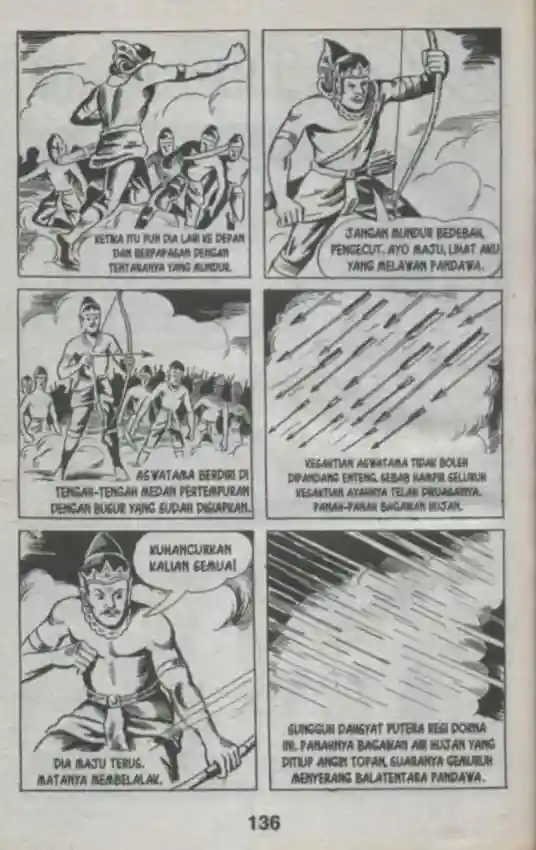 KETIKA ITU PUN DIA LARI KE DEPAN
DAN BERPAPASAN DENGAN
TENTARANYA YANG MUNDUR.
JANGAN MUNDUR BEDEBAH,
PENGECUT. AYO MAJU, LIHAT AKU
YANG MELAWAN PANDAWA.
ASWATAMA BERDIRI DI
TENGAH-TENGAH MEDAN PERTEMPURAN
DENGAN BUSUR YANG SUDAH DISIAPKAN.
KESAKTIAN ASWATAMA TIDAK BOLEH
DIPANDANG ENTENG. SEBAB HAMPIR SELURUH
KESAKTIAN AYAHNYA TELAH DIKUASAINYA.
PANAH-PANAH BAGAIKAN HUJAN.
KUHANCURKAN
KALIAN SEMUA!
DIA MAJU TERUS.
MATANYA MEMBELALAK.
SUNGGUH DAHSYAT PUTERA RESI DORNA
INI. PANAHNYA BAGAIKAN AIR HUJAN YANG
DITIUP ANGIN TOPAN. SUARANYA GEMURUH
MENYERANG BALATENTARA PANDAWA.
136